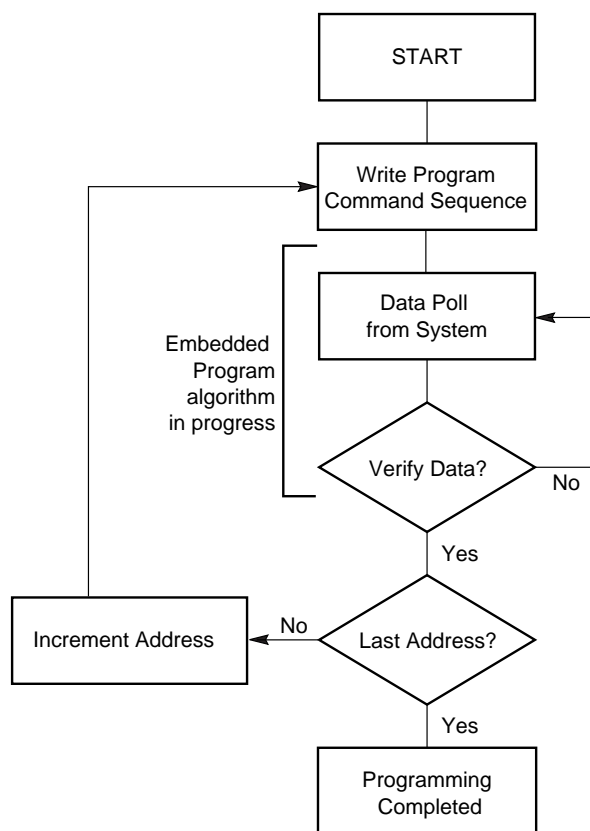 START
Write Program
Command Sequence
Data Poll
from System
Embedded
Program
algorithm
in progress
Verify Data?
No
Yes
Increment Address
No
Last Address?
Yes
Programming
Completed